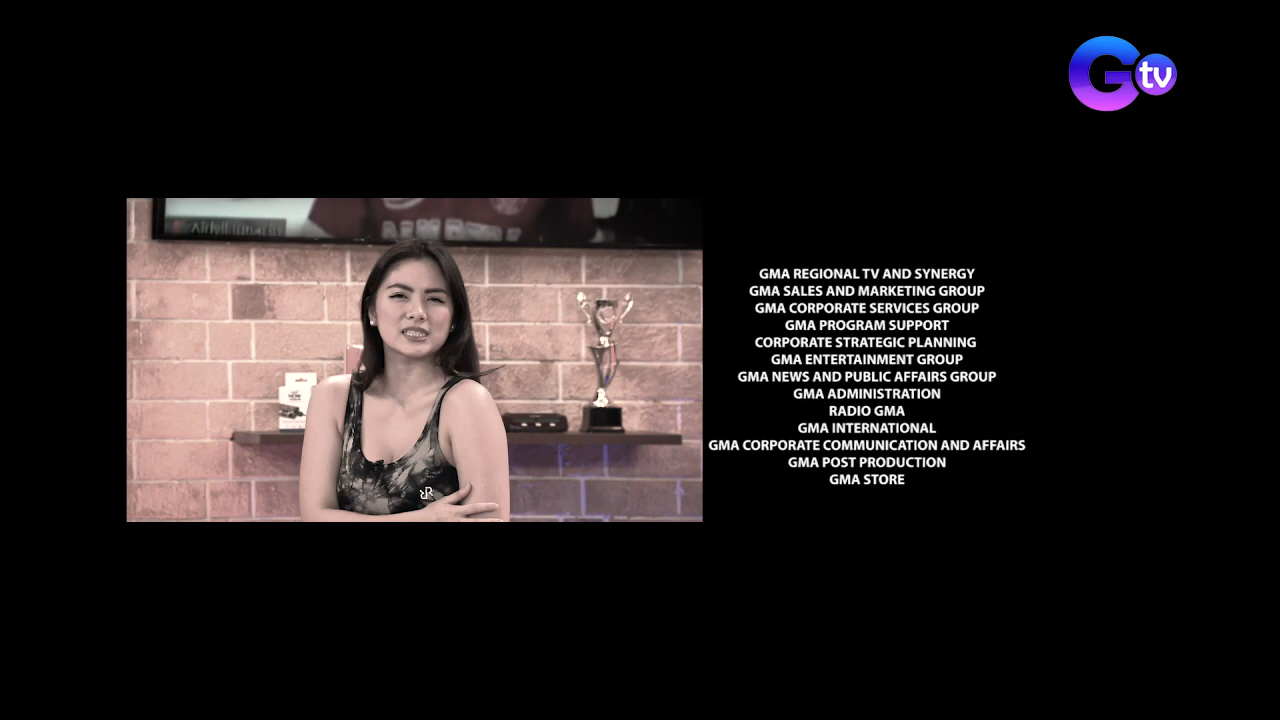 Gtv
GMA REGIONAL TV AND SYNERGY
GMA SALES AND MARKETING GROUP
GMA CORPORATE SERVICES GROUP
GMA PROGRAM SUPPORT
CORPORATE STRATEGIC PLANNING
GMA ENTERTAINMENT GROUP
GMA NEWS AND PUBLIC AFFAIRS GROUP
GMA ADMINISTRATION
RADIO GMA
GMA INTERNATIONAL
GMA CORPORATE COMMUNICATION AND AFFAIRS
GMA POST PRODUCTION
GMA STORE